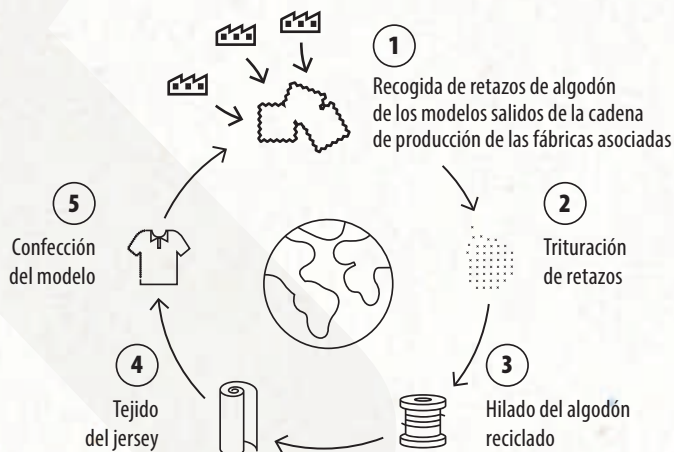 1
Recogida de retazos de algodón
de los modelos salidos de la cadena
de producción de las fábricas asociadas
2
Trituración
de retazos
3
Hilado del algodón
reciclado
4
Tejido
del jersey
5
Confección
del modelo